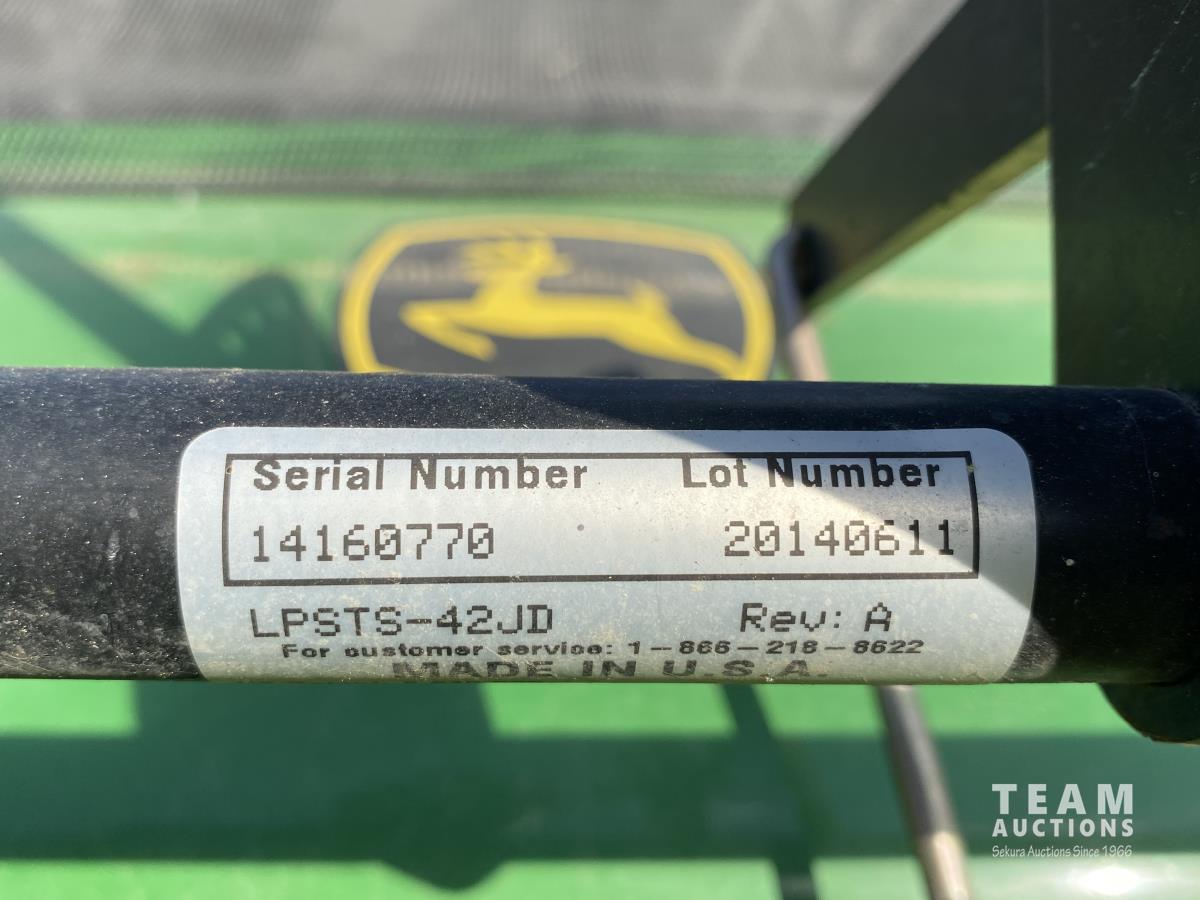 Serial Number Lot Number
14160770 20140611
LPSTS-42JD Rev: A
For customer service: 1-866-218-8622
MADE IN U.S.A.
TEAM
AUCTIONS
Sekura Auctions Since 1966